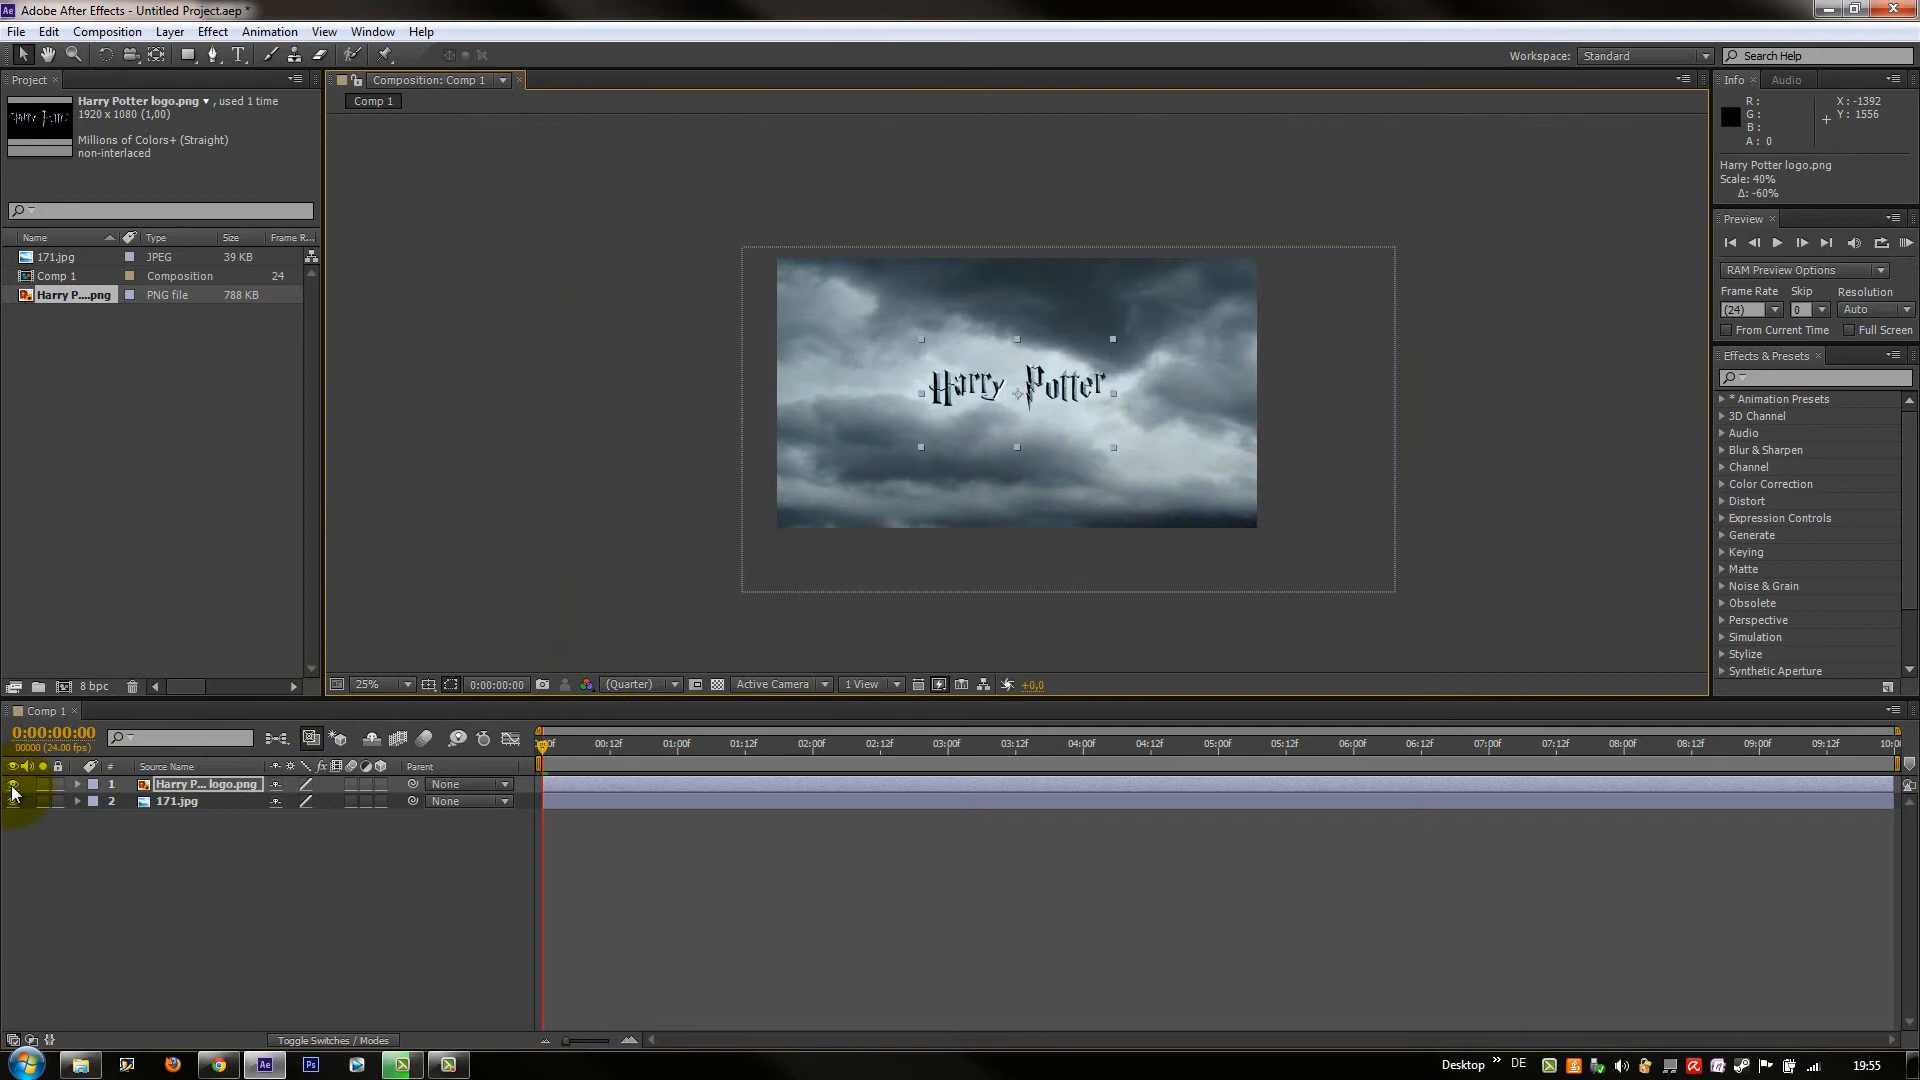 Ae Adobe After Effects - Untitled Project.aep *
File Edit Composition Layer Effect Animation View Window Help
Workspace: Standard Search Help
Project
Harry Potter logo.png , used 1 time
1920 x 1080 (1,00)
Millions of Colors+ (Straight)
non-interlaced
Name Type Size Frame R...
171.jpg JPEG 39 KB
Comp 1 Composition 24
Harry P....png PNG file 788 KB
8 bpc
Composition: Comp 1
Comp 1
Harry Potter
25% 0:00:00:00 (Quarter) Active Camera 1 View +0,0
Info Audio
R: X: -1392
G: Y: 1556
B:
A: 0
Harry Potter logo.png
Scale: 40%
Δ: -60%
Preview
RAM Preview Options
Frame Rate Skip Resolution
(24) 0 Auto
From Current Time Full Screen
Effects & Presets
* Animation Presets
3D Channel
Audio
Blur & Sharpen
Channel
Color Correction
Distort
Expression Controls
Generate
Keying
Matte
Noise & Grain
Obsolete
Perspective
Simulation
Stylize
Synthetic Aperture
Comp 1
0:00:00:00
00000 (24.00 fps)
00:12f 01:00f 01:12f 02:00f 02:12f 03:00f 03:12f 04:00f 04:12f 05:00f 05:12f 06:00f 06:12f 07:00f 07:12f 08:00f 08:12f 09:00f 09:12f 10:00
# Source Name fx Parent
1 Harry P... logo.png None
2 171.jpg None
Toggle Switches / Modes
Ae Ps Desktop DE 19:55